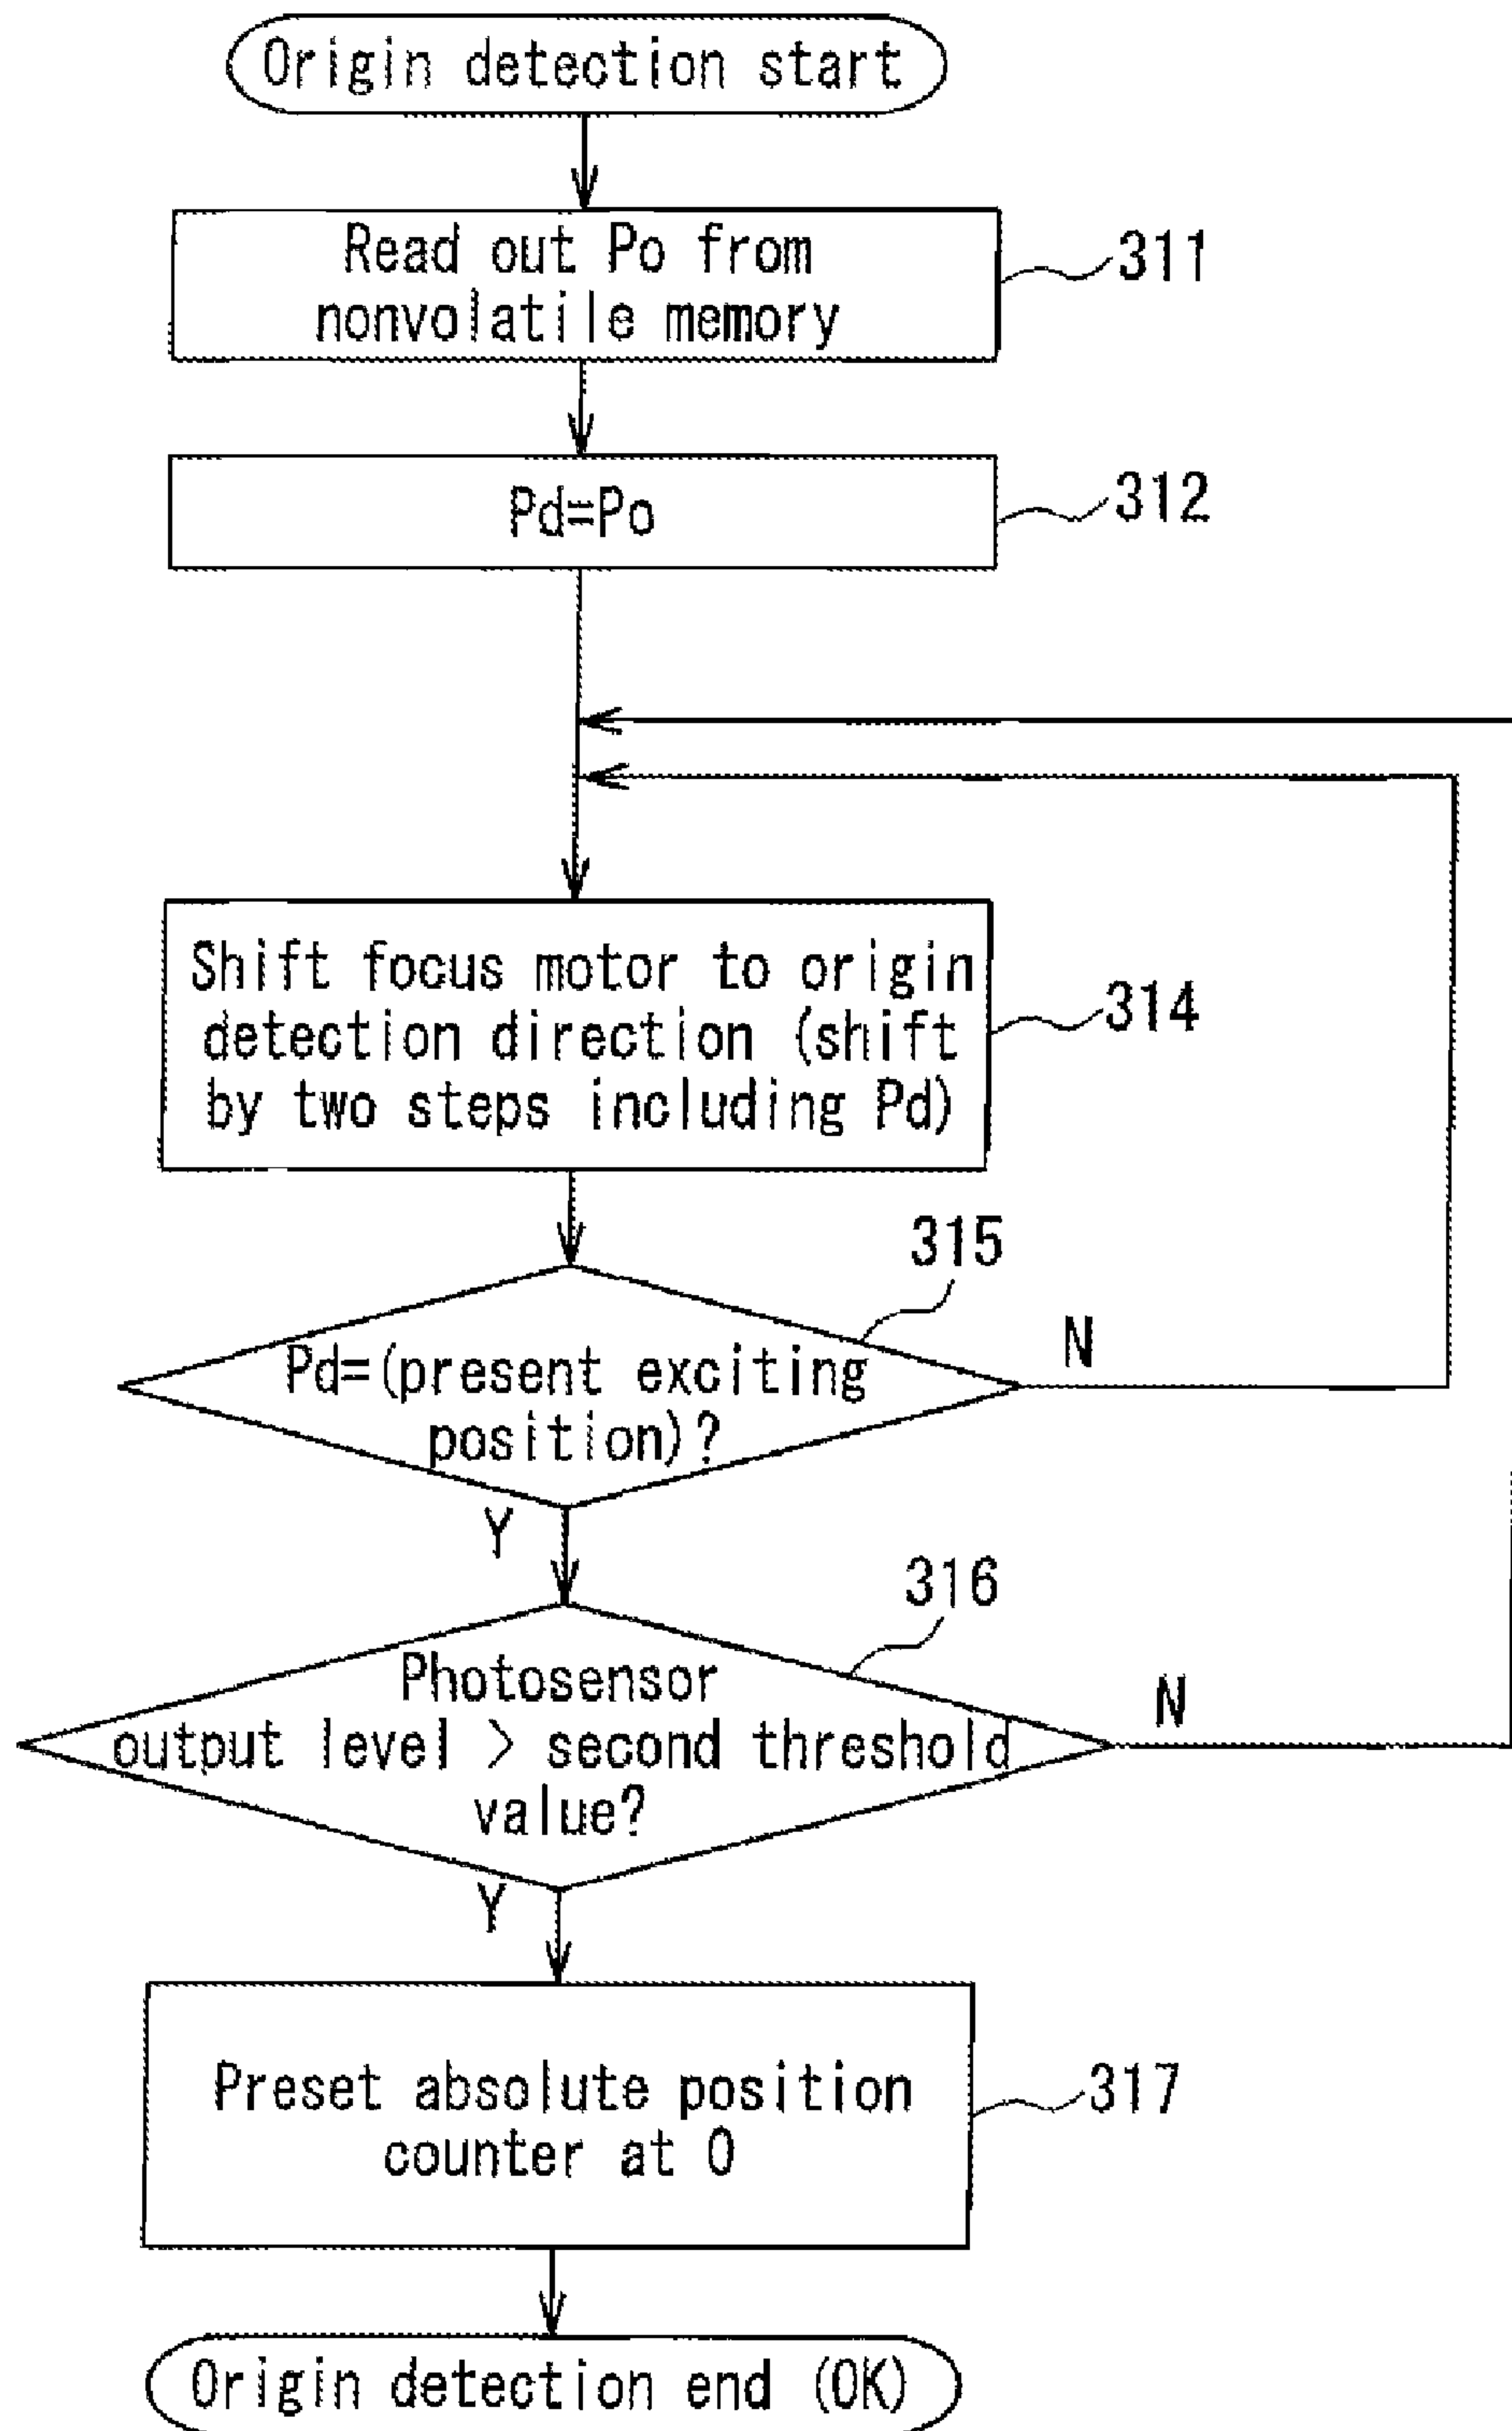 Origin detection start
Read out Po from
nonvolatile memory
311
Pd=Po
312
Shift focus motor to origin
detection direction (shift
by two steps including Pd)
314
315
Pd=(present exciting
position)?
N
Y
316
Photosensor
output level > second threshold
value?
N
Y
Preset absolute position
counter at 0
317
Origin detection end (OK)